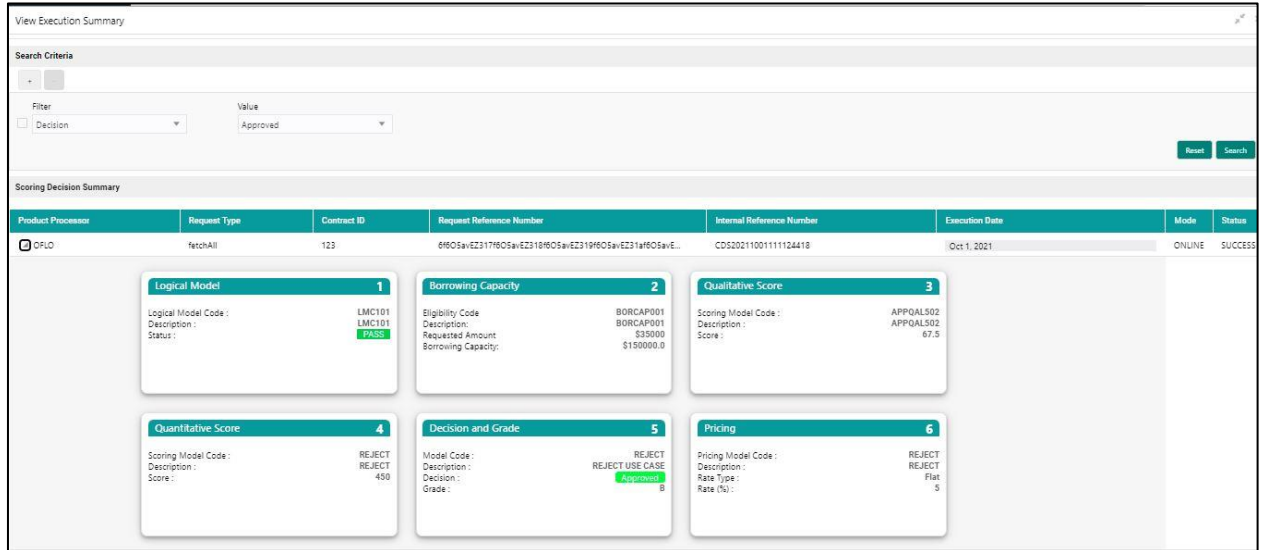 View Execution Summary
Search Criteria
+
Filter Value
Decision Approved
Reset Search
Scoring Decision Summary
Product Processor Request Type Contract ID Request Reference Number Internal Reference Number Execution Date Mode Status
OFLO fetchAll 123 CDS20211001111124418 Oct 1, 2021 ONLINE SUCCESS
Logical Model 1 Borrowing Capacity 2 Qualitative Score 3
Logical Model Code : LMC101 Eligibility Code BORCAP001 Scoring Model Code : APPQAL502
Description : LMC101 Description: BORCAP001 Description : APPQAL502
Status : PASS Requested Amount $35000 Score : 67.5
Borrowing Capacity: $150000.0
Quantitative Score 4 Decision and Grade 5 Pricing 6
Scoring Model Code : REJECT Model Code : REJECT Pricing Model Code : REJECT
Description : REJECT Description : REJECT USE CASE Description : REJECT
Score : 450 Decision : Approved Rate Type : Flat
Grade : B Rate (%) : 5